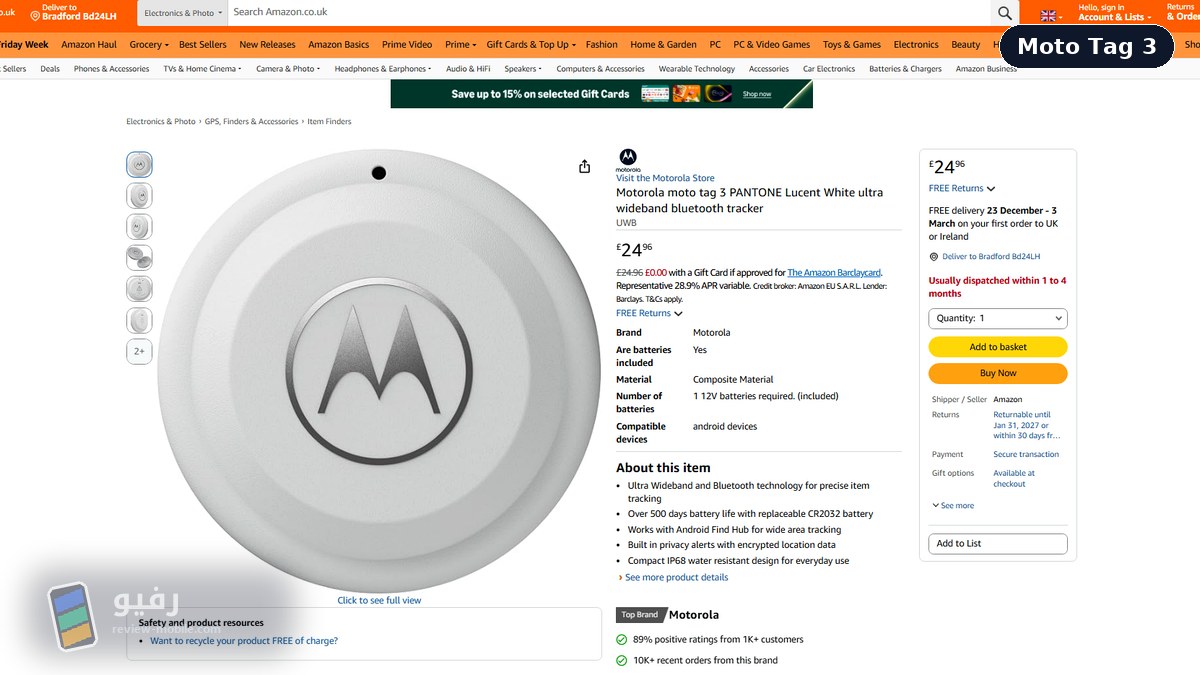 o.uk
Deliver to
Bradford Bd24LH
Electronics & Photo
Search Amazon.co.uk
Hello, sign in
Account & Lists
Returns
& Order
riday Week
Amazon Haul
Grocery
Best Sellers
New Releases
Amazon Basics
Prime Video
Prime
Gift Cards & Top Up
Fashion
Home & Garden
PC
PC & Video Games
Toys & Games
Electronics
Beauty
H
Sho
Moto Tag 3
Sellers
Deals
Phones & Accessories
TVs & Home Cinema
Camera & Photo
Headphones & Earphones
Audio & HiFi
Speakers
Computers & Accessories
Wearable Technology
Accessories
Car Electronics
Batteries & Chargers
Amazon Business
Save up to 15% on selected Gift Cards
Shop now
Electronics & Photo › GPS, Finders & Accessories › Item Finders
2+
Click to see full view
Safety and product resources
Want to recycle your product FREE of charge?
رفيو
review-mobile.com
motorola
Visit the Motorola Store
Motorola moto tag 3 PANTONE Lucent White ultra
wideband bluetooth tracker
UWB
£24⁹⁶
£24.96 £0.00 with a Gift Card if approved for The Amazon Barclaycard.
Representative 28.9% APR variable. Credit broker: Amazon EU S.A.R.L. Lender:
Barclays. T&Cs apply.
FREE Returns
Brand Motorola
Are batteries included Yes
Material Composite Material
Number of batteries 1 12V batteries required. (included)
Compatible devices android devices
About this item
Ultra Wideband and Bluetooth technology for precise item
tracking
Over 500 days battery life with replaceable CR2032 battery
Works with Android Find Hub for wide area tracking
Built in privacy alerts with encrypted location data
Compact IP68 water resistant design for everyday use
› See more product details
Top Brand Motorola
89% positive ratings from 1K+ customers
10K+ recent orders from this brand
£24⁹⁶
FREE Returns
FREE delivery 23 December - 3
March on your first order to UK
or Ireland
Deliver to Bradford Bd24LH
Usually dispatched within 1 to 4
months
Quantity: 1
Add to basket
Buy Now
Shipper / Seller Amazon
Returns Returnable until
Jan 31, 2027 or
within 30 days fr...
Payment Secure transaction
Gift options Available at
checkout
See more
Add to List